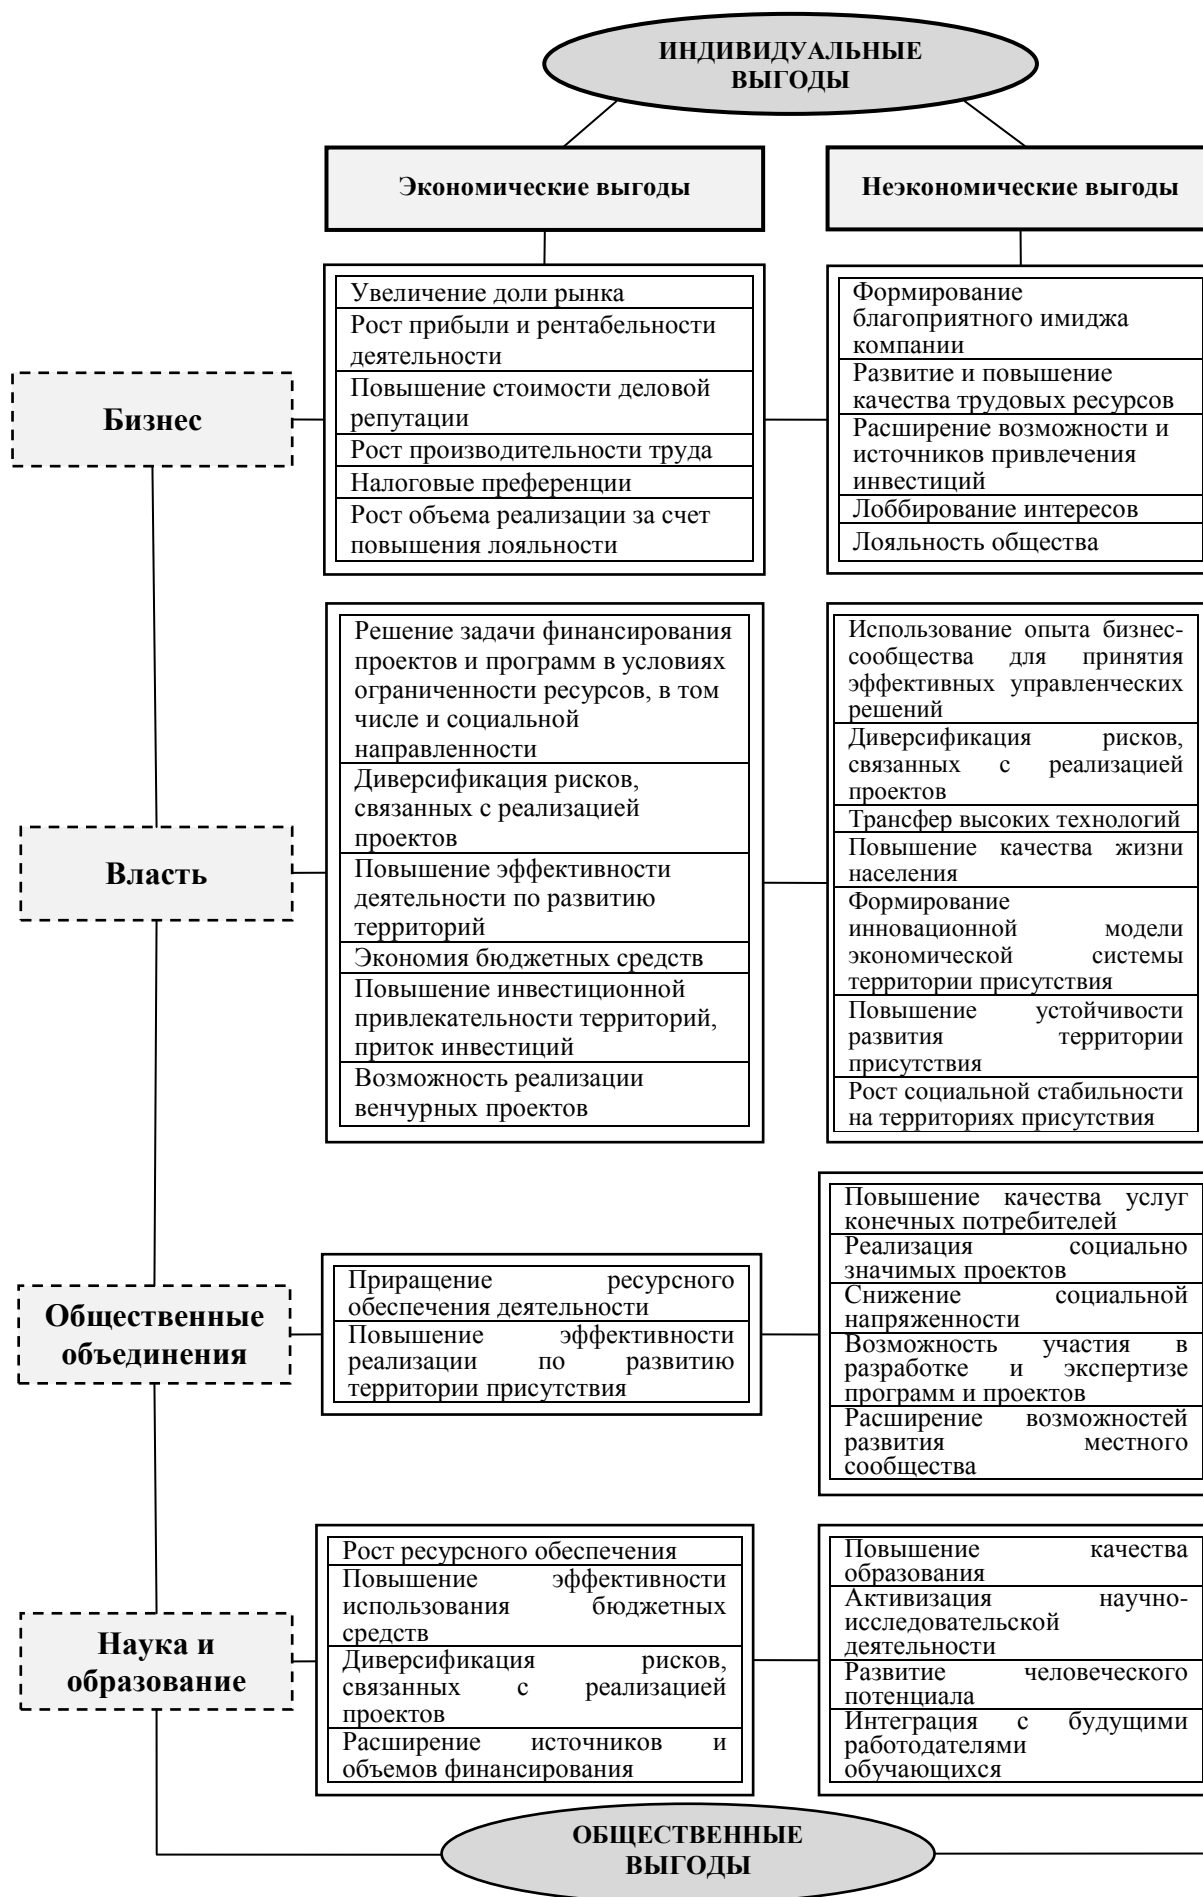 ИНДИВИДУАЛЬНЫЕ
ВЫГОДЫ
Экономические выгоды
Неэкономические выгоды
Бизнес
Увеличение доли рынка
Рост прибыли и рентабельности
деятельности
Повышение стоимости деловой
репутации
Рост производительности труда
Налоговые преференции
Рост объема реализации за счет
повышения лояльности
Формирование
благоприятного имиджа
компании
Развитие и повышение
качества трудовых ресурсов
Расширение возможности и
источников привлечения
инвестиций
Лоббирование интересов
Лояльность общества
Власть
Решение задачи финансирования
проектов и программ в условиях
ограниченности ресурсов, в том
числе и социальной
направленности
Диверсификация рисков,
связанных с реализацией
проектов
Повышение эффективности
деятельности по развитию
территорий
Экономия бюджетных средств
Повышение инвестиционной
привлекательности территорий,
приток инвестиций
Возможность реализации
венчурных проектов
Использование опыта бизнес-
сообщества для принятия
эффективных управленческих
решений
Диверсификация рисков,
связанных с реализацией
проектов
Трансфер высоких технологий
Повышение качества жизни
населения
Формирование
инновационной модели
экономической системы
территории присутствия
Повышение устойчивости
развития территории
присутствия
Рост социальной стабильности
на территориях присутствия
Общественные
объединения
Приращение ресурсного
обеспечения деятельности
Повышение эффективности
реализации по развитию
территории присутствия
Повышение качества услуг
конечных потребителей
Реализация социально
значимых проектов
Снижение социальной
напряженности
Возможность участия в
разработке и экспертизе
программ и проектов
Расширение возможностей
развития местного
сообщества
Наука и
образование
Рост ресурсного обеспечения
Повышение эффективности
использования бюджетных
средств
Диверсификация рисков,
связанных с реализацией
проектов
Расширение источников и
объемов финансирования
Повышение качества
образования
Активизация научно-
исследовательской
деятельности
Развитие человеческого
потенциала
Интеграция с будущими
работодателями
обучающихся
ОБЩЕСТВЕННЫЕ
ВЫГОДЫ